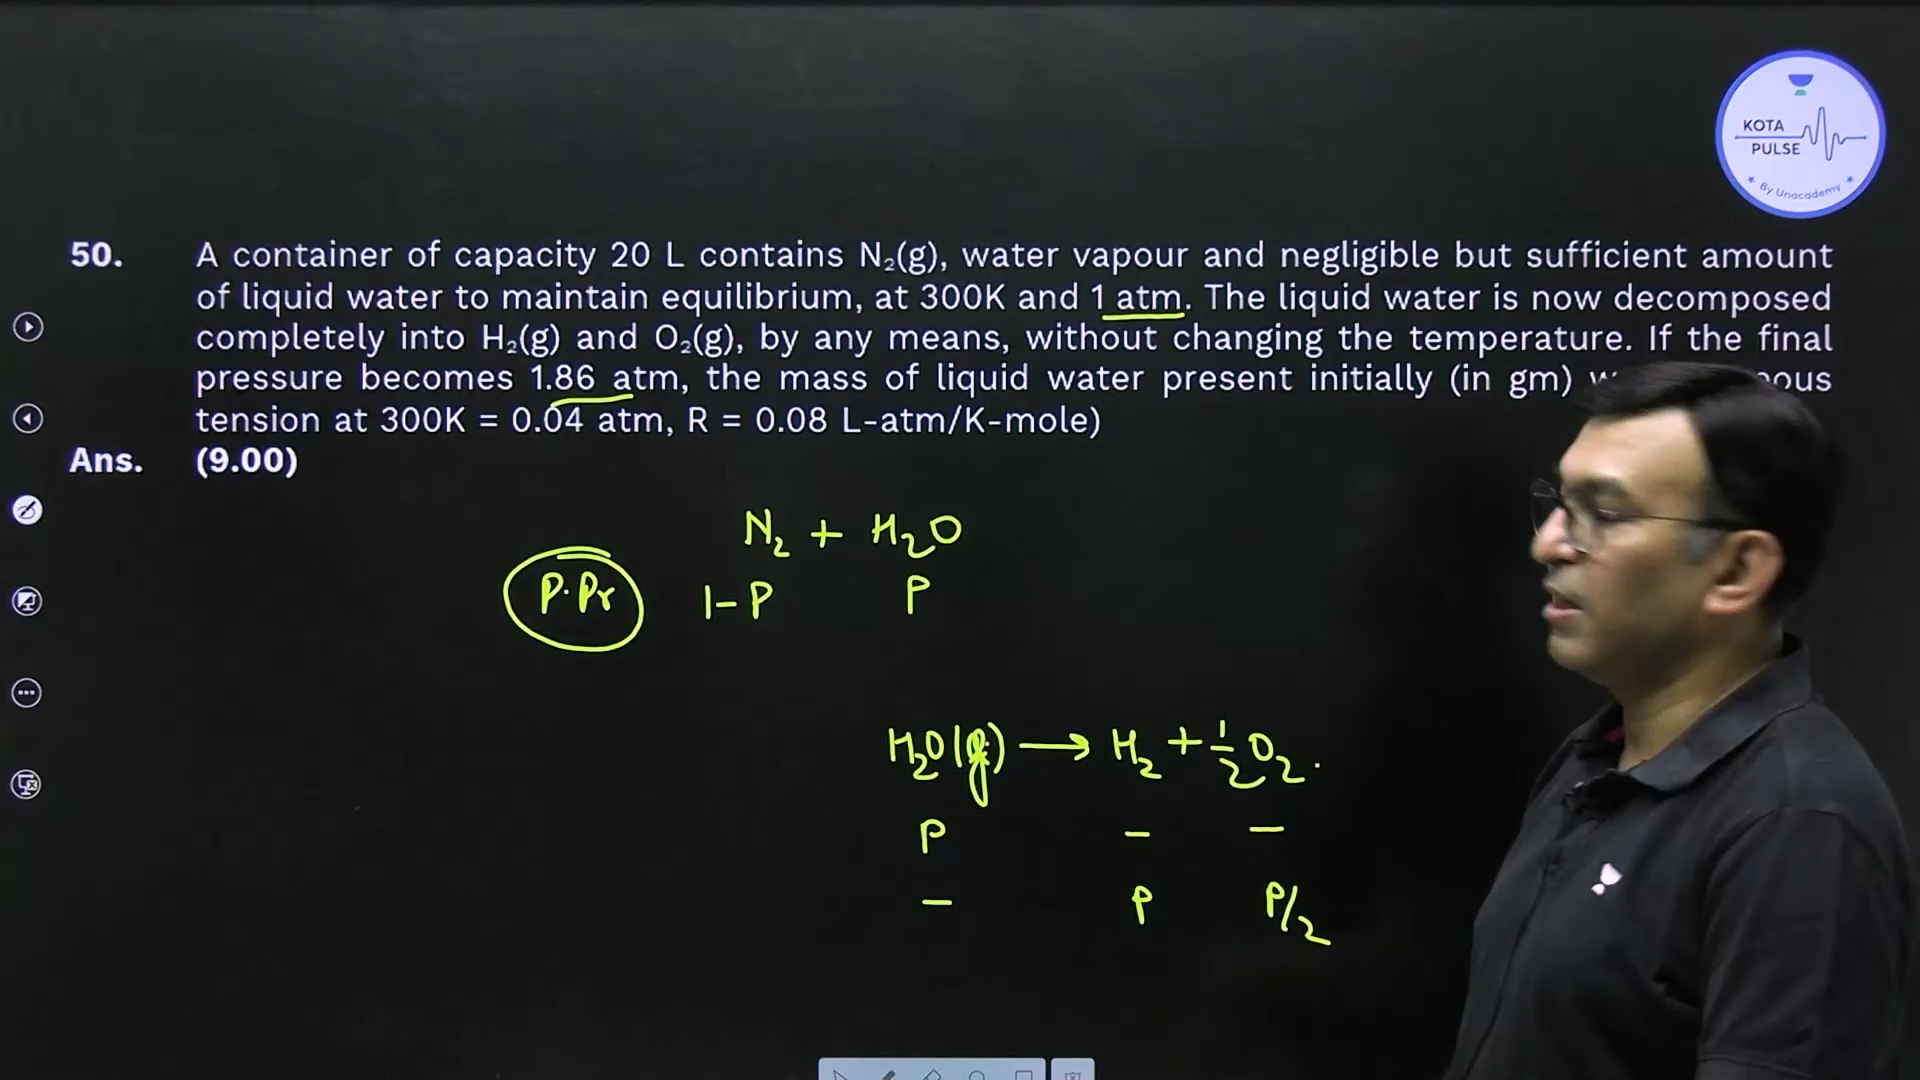 KOTA
PULSE
★ By Unacademy ★
50. A container of capacity 20 L contains N₂(g), water vapour and negligible but sufficient amount
of liquid water to maintain equilibrium, at 300K and 1 atm. The liquid water is now decomposed
completely into H₂(g) and O₂(g), by any means, without changing the temperature. If the final
pressure becomes 1.86 atm, the mass of liquid water present initially (in gm)
tension at 300K = 0.04 atm, R = 0.08 L-atm/K-mole)
Ans. (9.00)
N₂ + H₂O
P.Pr 1-P P
H₂O(g) → H₂ + 1/2 O₂.
P - -
- P P/2